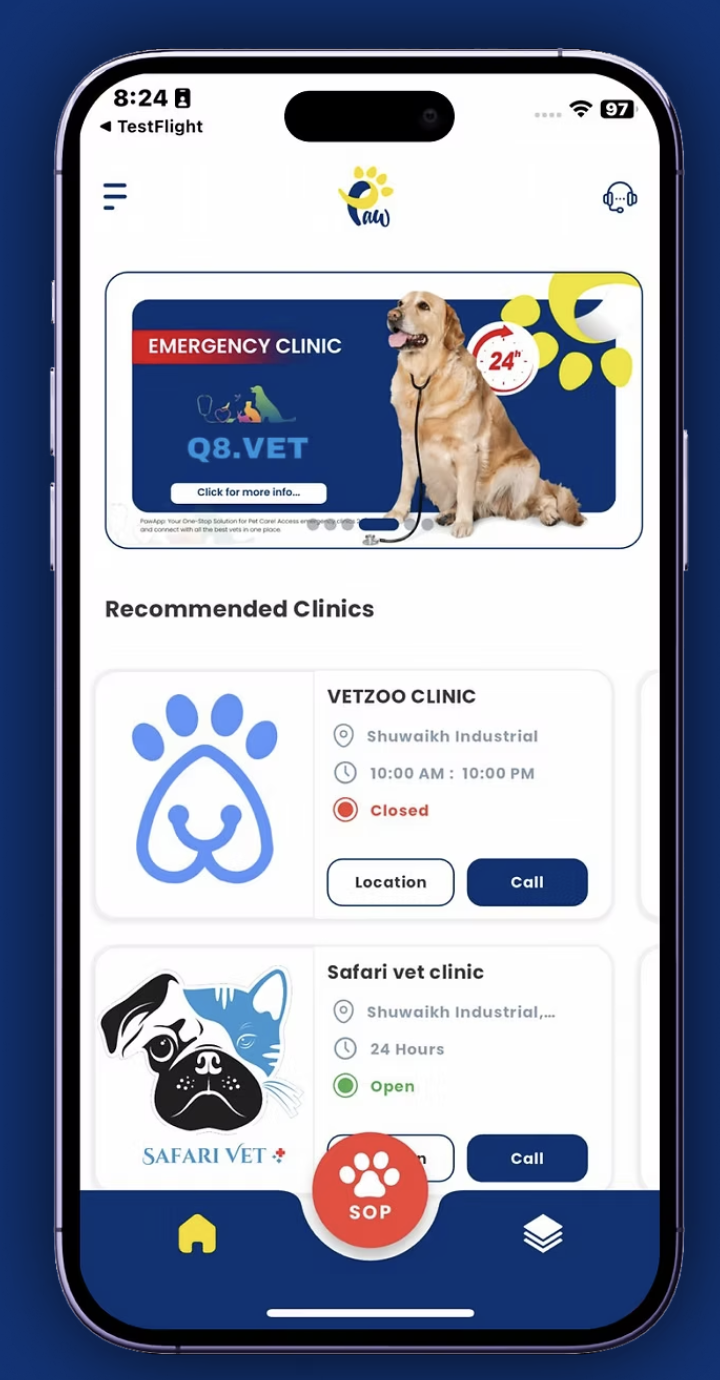 8:24
◀ TestFlight
97
Paw
EMERGENCY CLINIC
24h
Q8.VET
Click for more info...
PawApp: Your One-Stop Solution for Pet Care! Access emergency clinics
and connect with all the best vets in one place.
Recommended Clinics
VETZOO CLINIC
Shuwaikh Industrial
10:00 AM : 10:00 PM
Closed
Location
Call
Safari vet clinic
Shuwaikh Industrial,...
24 Hours
Open
SAFARI VET
n
Call
SOP